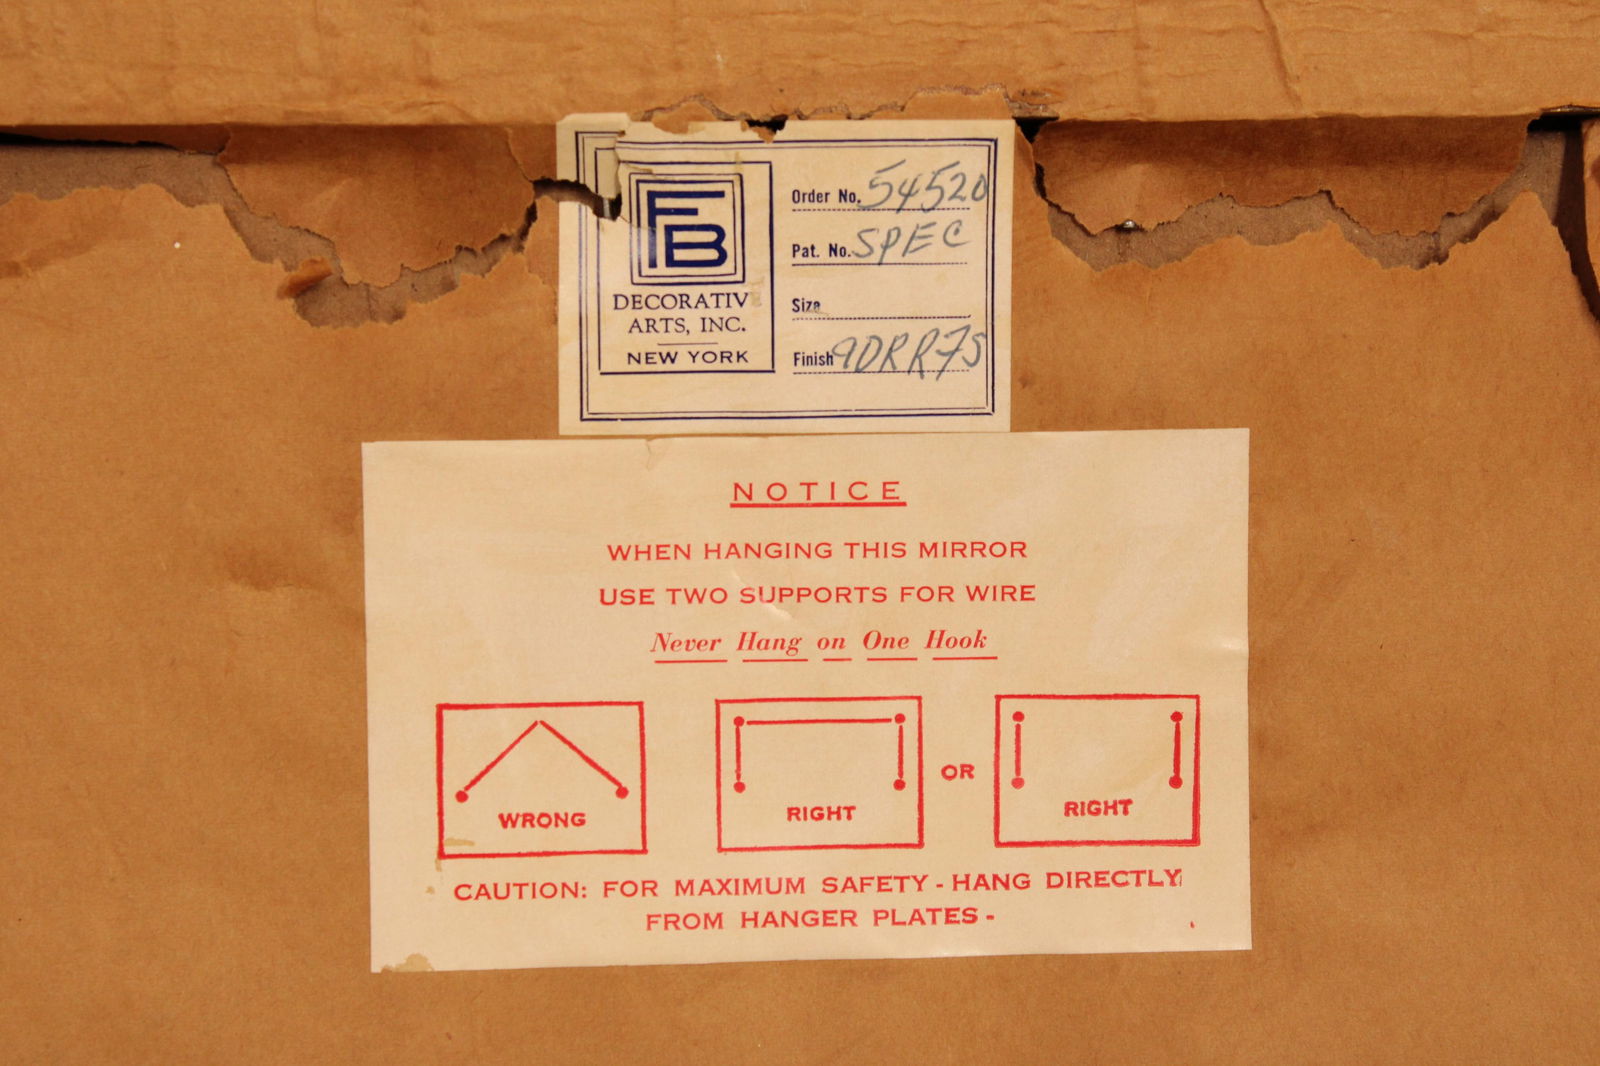 FB
DECORATIV
ARTS, INC.
NEW YORK
Order No. 54520
Pat. No. SPEC
Size
Finish 9DRR75
NOTICE
WHEN HANGING THIS MIRROR
USE TWO SUPPORTS FOR WIRE
Never Hang on One Hook
WRONG
RIGHT
OR
RIGHT
CAUTION: FOR MAXIMUM SAFETY - HANG DIRECTLY
FROM HANGER PLATES -